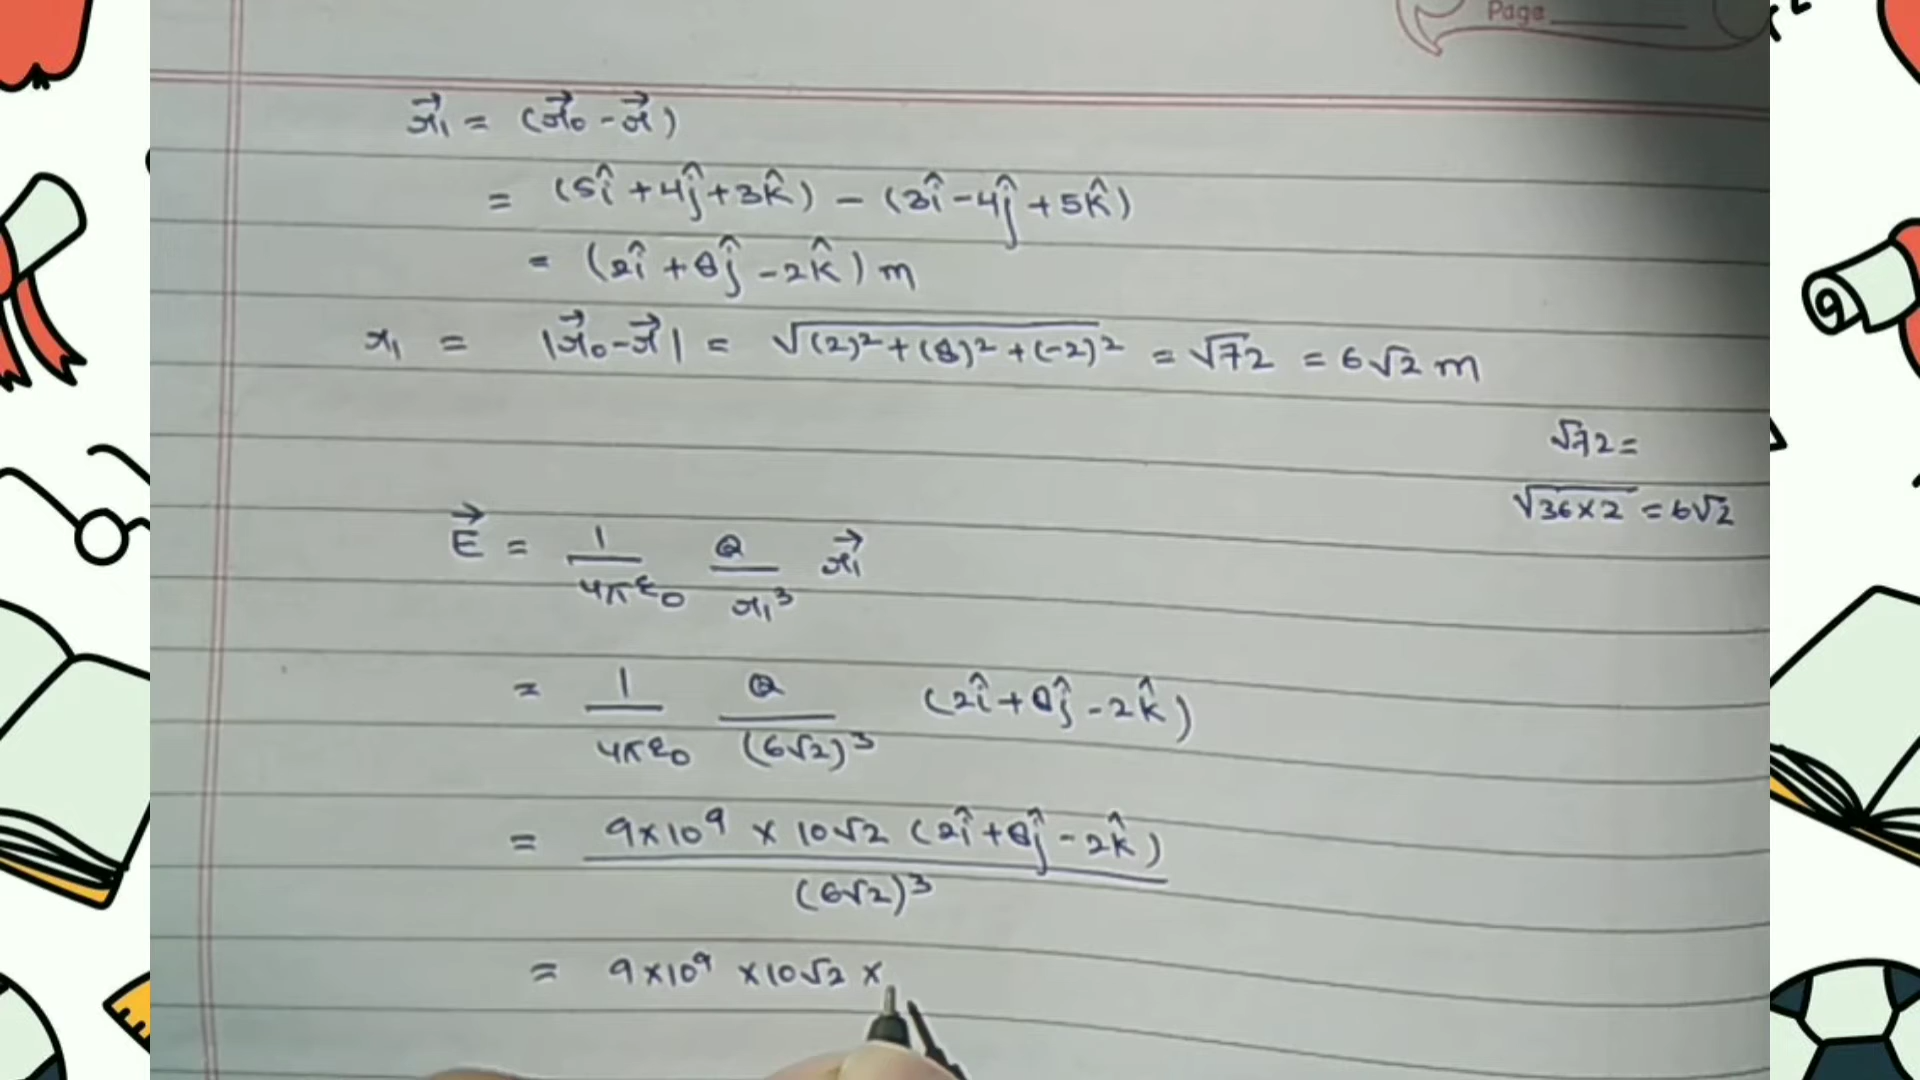 Page
r⃗₁ = (r⃗₀ - r⃗)
= (5î + 4ĵ + 3k̂) - (3î - 4ĵ + 5k̂)
= (2î + 8ĵ - 2k̂) m
r₁ = |r⃗₀ - r⃗| = √(2)² + (8)² + (-2)² = √72 = 6√2 m
√72 =
√36×2 = 6√2
E⃗ = 1/4πε₀ Q/r₁³ r⃗₁
= 1/4πε₀ Q/(6√2)³ (2î + 8ĵ - 2k̂)
= 9×10⁹ × 10√2 (2î + 8ĵ - 2k̂)/(6√2)³
= 9×10⁹ ×10√2 ×